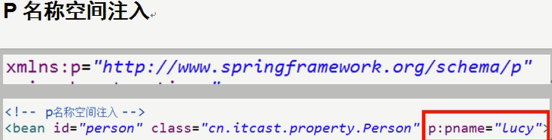 P 名称空间注入
xmlns:p="http://www.springframework.org/schema/p"
<!-- p名称空间注入 -->
<bean id="person" class="cn.itcast.property.Person" p:pname="lucy">